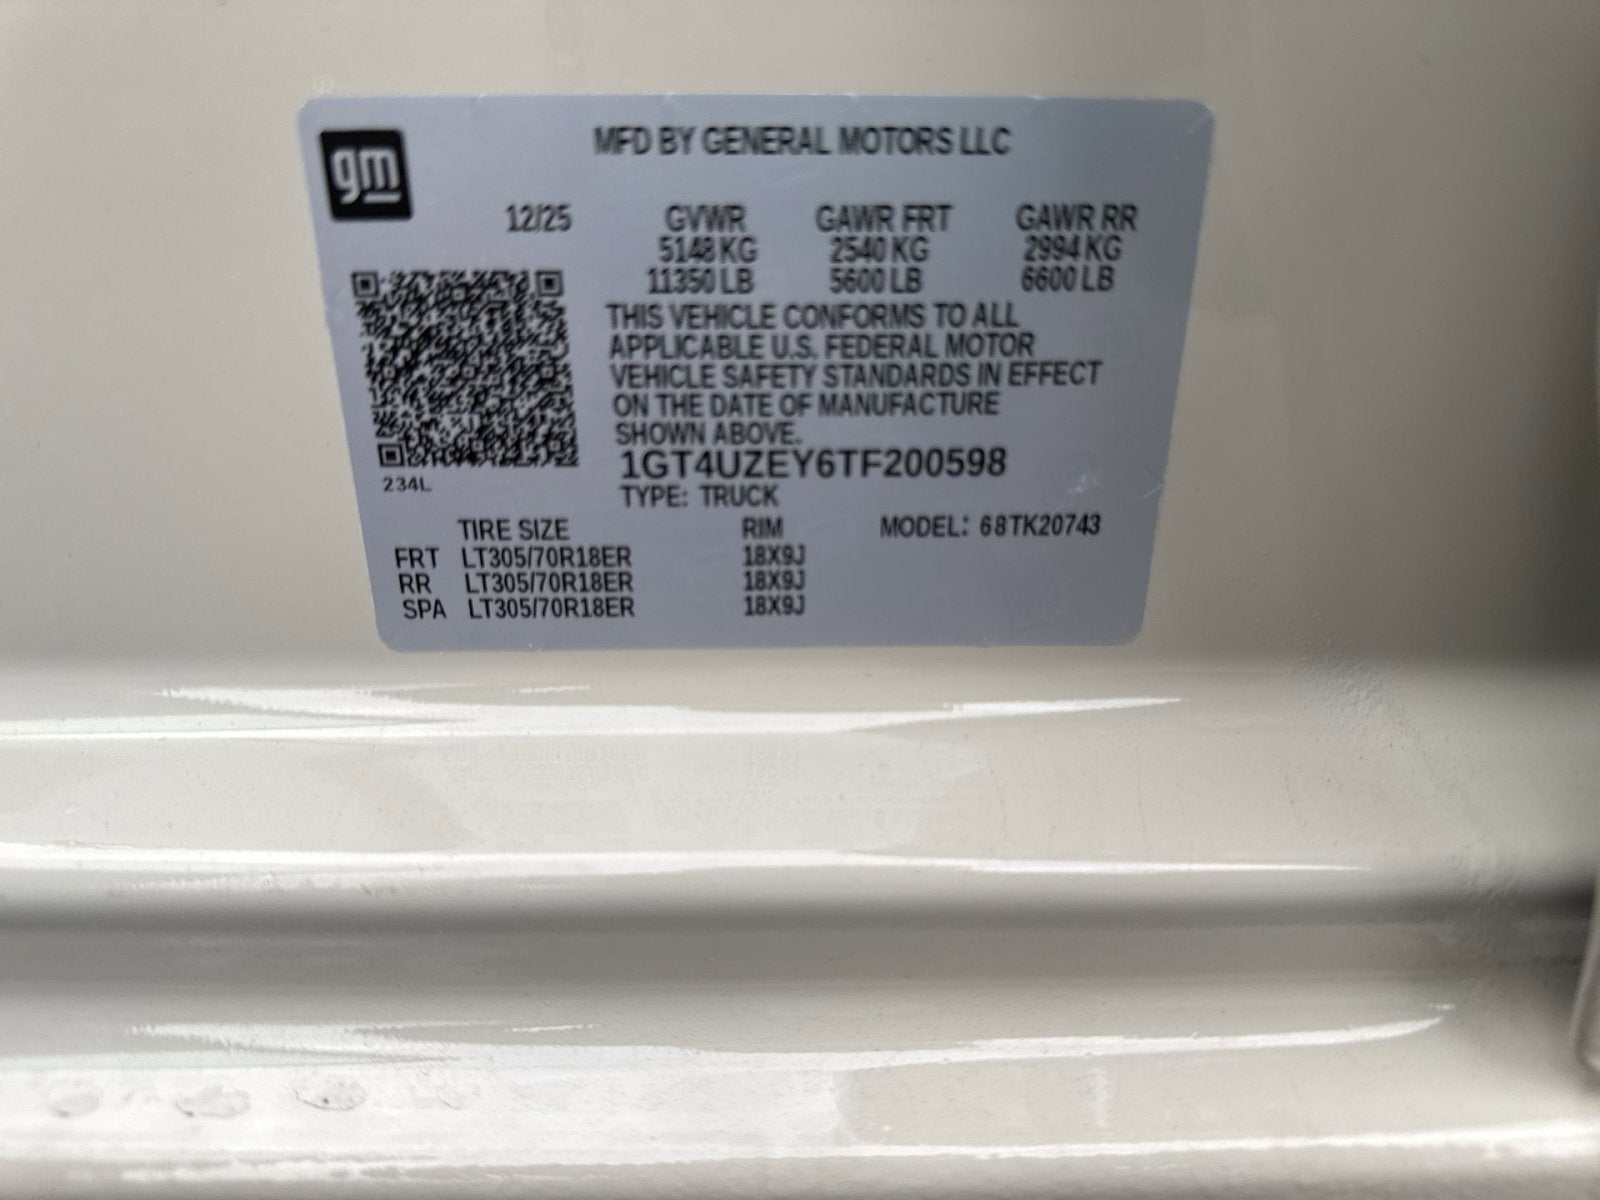 gm
MFD BY GENERAL MOTORS LLC
12/25 GVWR GAWR FRT GAWR RR
5148 KG 2540 KG 2994 KG
11350 LB 5600 LB 6600 LB
THIS VEHICLE CONFORMS TO ALL
APPLICABLE U.S. FEDERAL MOTOR
VEHICLE SAFETY STANDARDS IN EFFECT
ON THE DATE OF MANUFACTURE
SHOWN ABOVE.
1GT4UZEY6TF200598
234L
TYPE: TRUCK
TIRE SIZE RIM MODEL: 68TK20743
FRT LT305/70R18ER 18X9J
RR LT305/70R18ER 18X9J
SPA LT305/70R18ER 18X9J